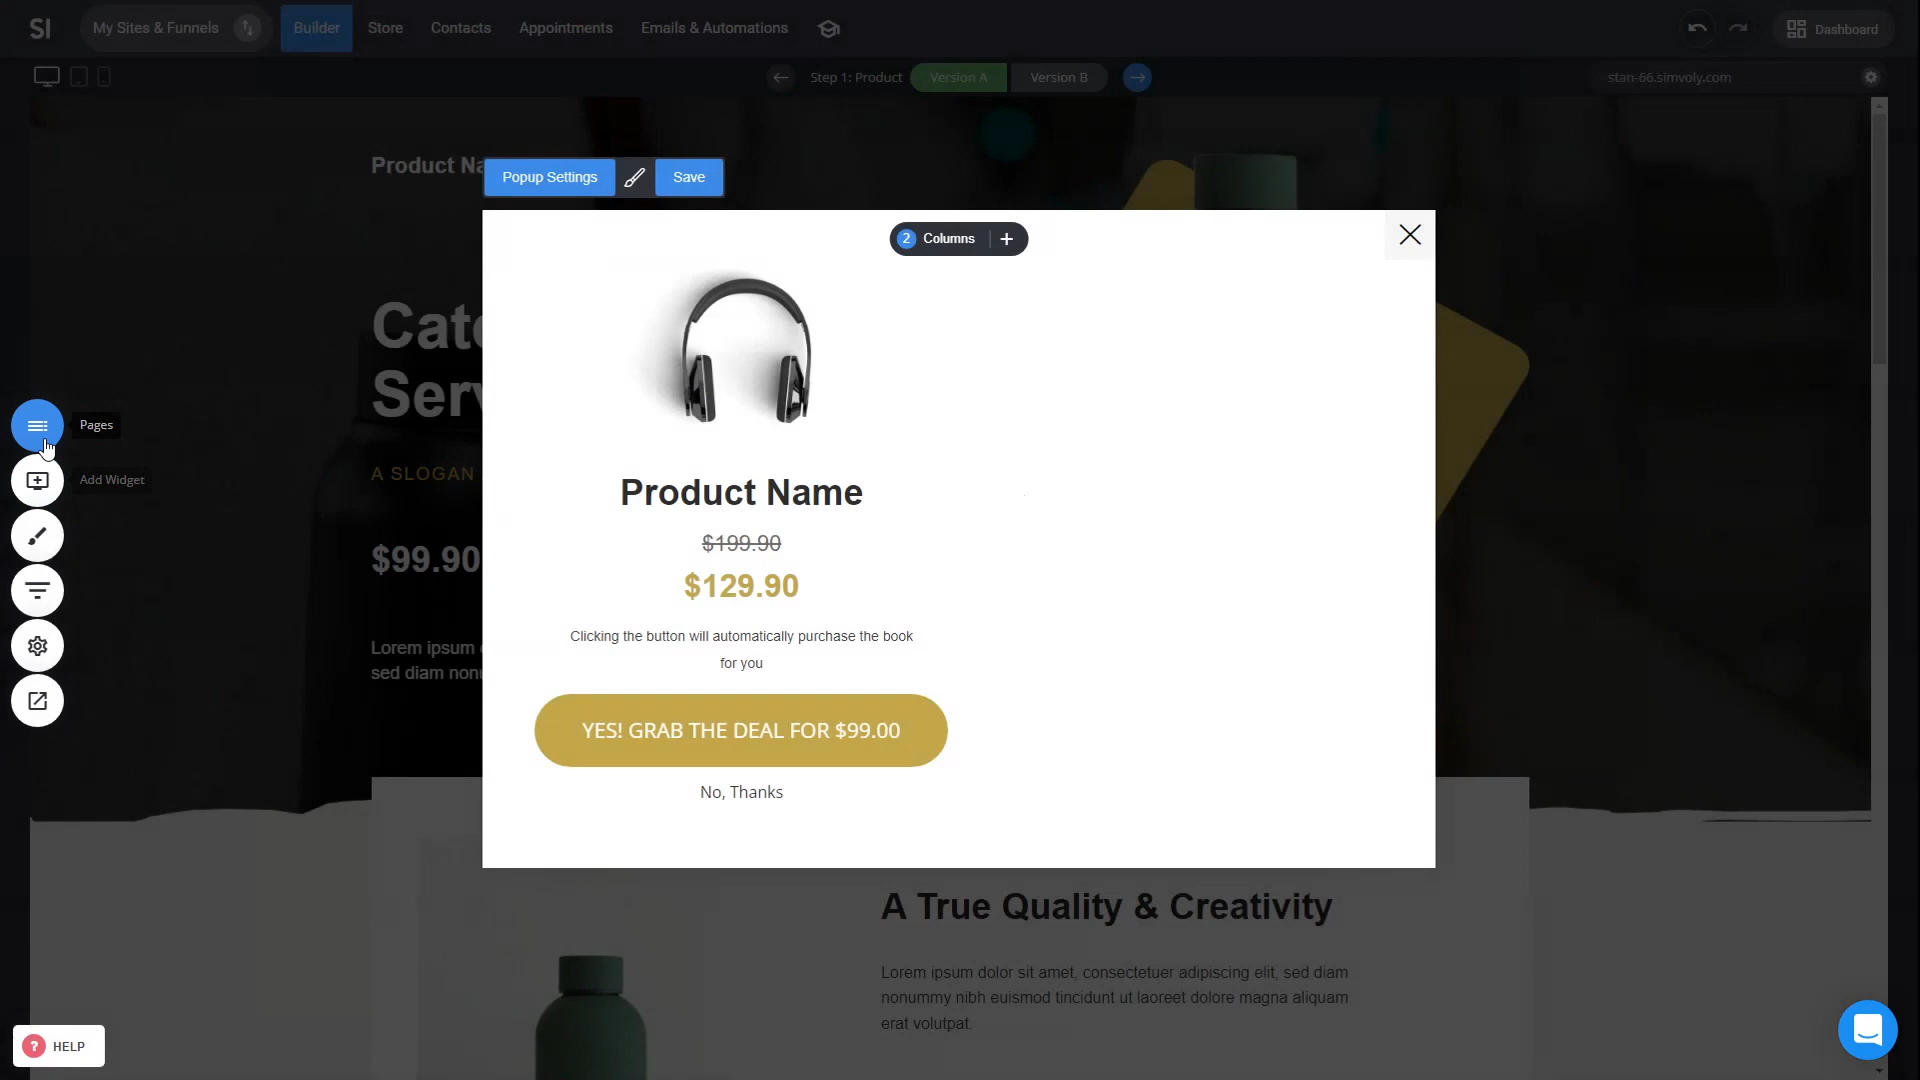 SI
My Sites & Funnels
Builder
Store
Contacts
Appointments
Emails & Automations
Dashboard
Step 1: Product
Version A
Version B
stan-66.simvoly.com
Product Na
Popup Settings
Save
2 Columns +
Cate
Serv
A SLOGAN
$99.90
Lorem ipsum
sed diam nonu
Pages
Add Widget
Product Name
$199.90
$129.90
Clicking the button will automatically purchase the book
for you
YES! GRAB THE DEAL FOR $99.00
No, Thanks
A True Quality & Creativity
Lorem ipsum dolor sit amet, consectetuer adipiscing elit, sed diam
nonummy nibh euismod tincidunt ut laoreet dolore magna aliquam
erat volutpat.
? HELP